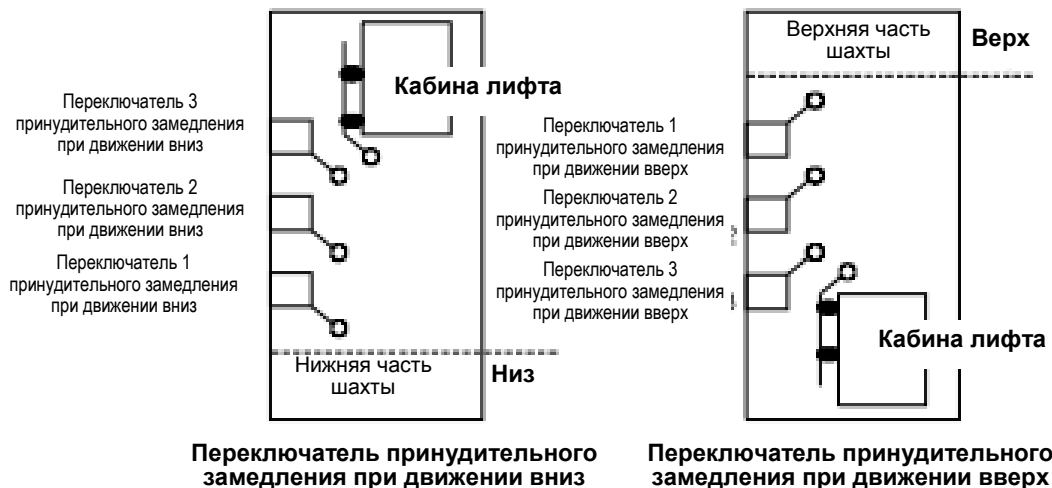 Переключатель 3
принудительного замедления
при движении вниз
Переключатель 2
принудительного замедления
при движении вниз
Переключатель 1
принудительного замедления
при движении вниз
Кабина лифта
Нижняя часть
шахты
Низ
Переключатель принудительного
замедления при движении вниз
Верхняя часть
шахты
Верх
Переключатель 1
принудительного замедления
при движении вверх
Переключатель 2
принудительного замедления
при движении вверх
Переключатель 3
принудительного замедления
при движении вверх
Кабина лифта
Переключатель принудительного
замедления при движении вверх